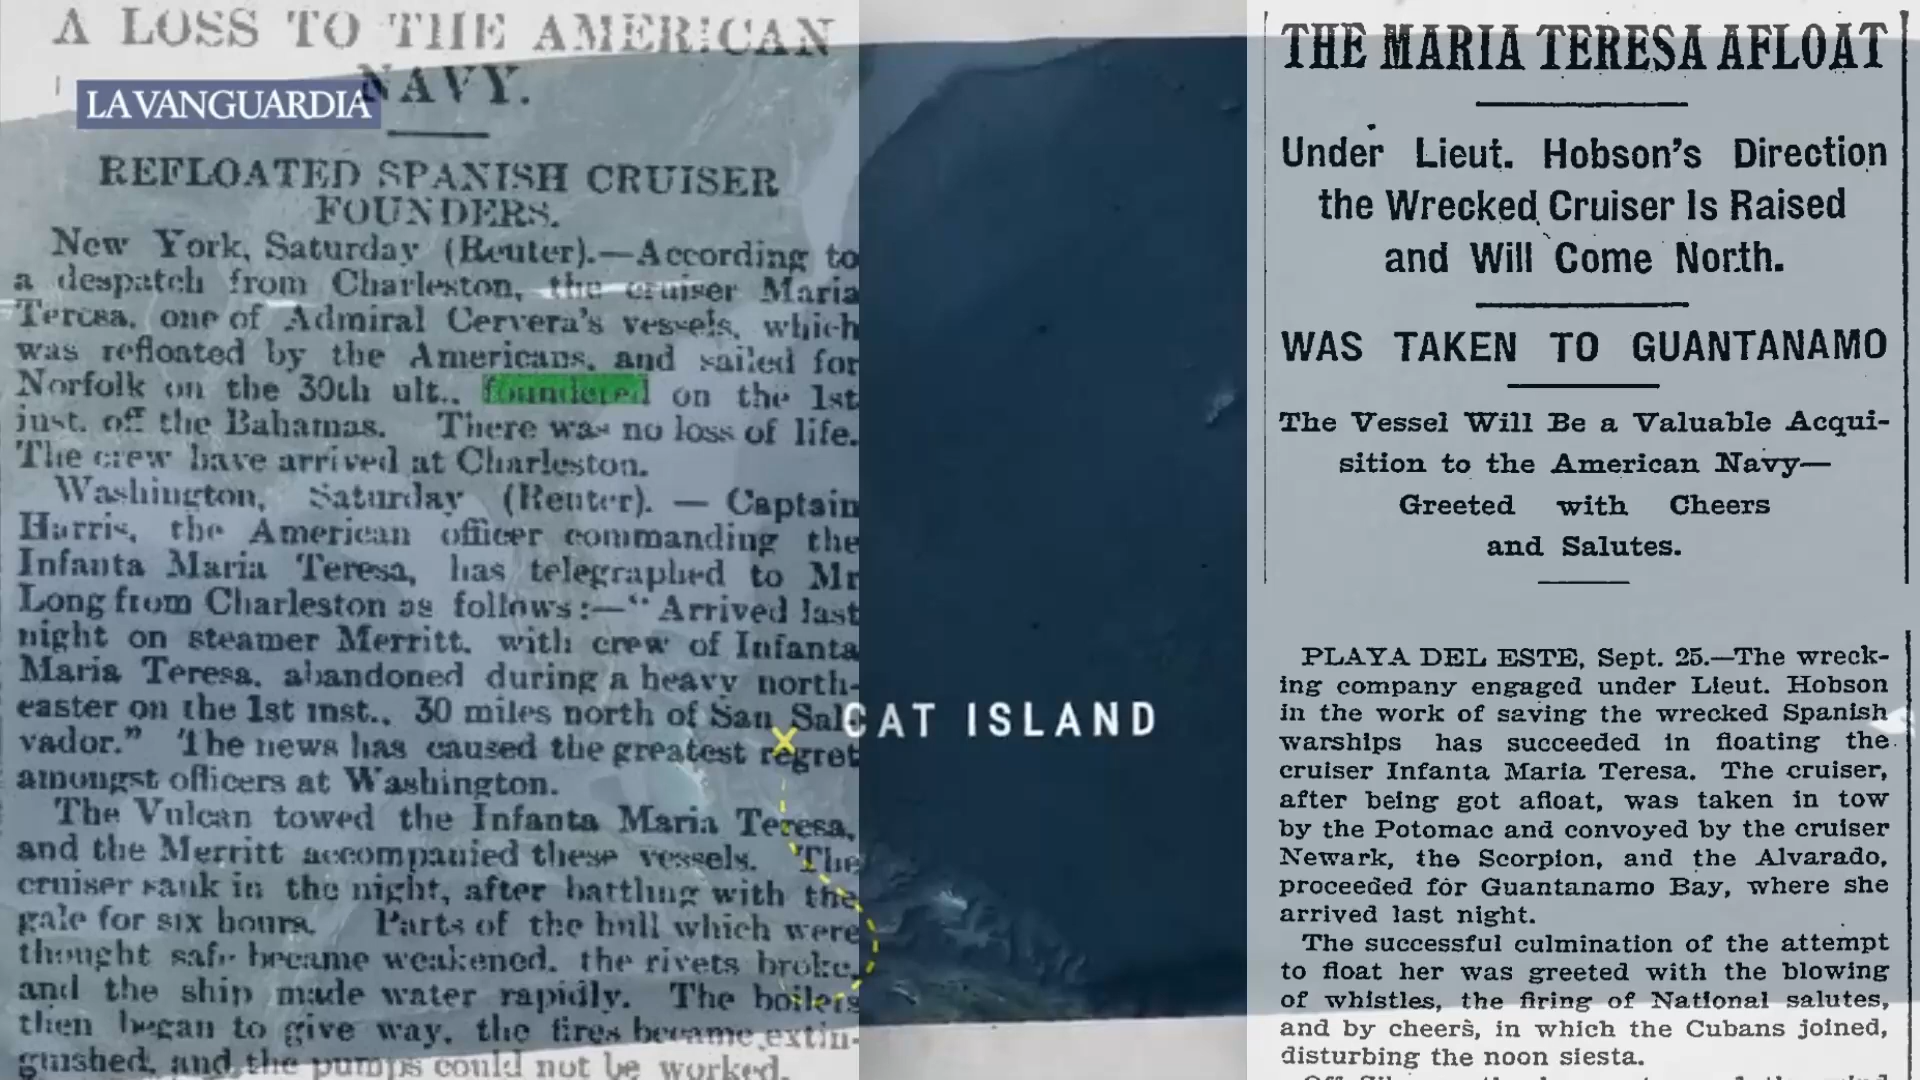 A LOSS TO THE AMERICAN
NAVY.
LA VANGUARDIA
REFLOATED SPANISH CRUISER
FOUNDERS.
New York, Saturday (Reuter).—According to
a despatch from Charleston, the cruiser Maria
Teresa, one of Admiral Cervera's vessels, which
was refloated by the Americans, and sailed for
Norfolk on the 30th ult., foundered on the 1st
inst. off the Bahamas. There was no loss of life.
The crew have arrived at Charleston.
Washington, Saturday (Reuter). — Captain
Harris, the American officer commanding the
Infanta Maria Teresa, has telegraphed to Mr
Long from Charleston as follows:—"Arrived last
night on steamer Merritt, with crew of Infanta
Maria Teresa, abandoned during a heavy north-
easter on the 1st inst., 30 miles north of San Sal-
vador." The news has caused the greatest regret
amongst officers at Washington.
The Vulcan towed the Infanta Maria Teresa,
and the Merritt accompanied these vessels. The
cruiser sank in the night, after battling with the
gale for six hours. Parts of the hull which were
thought safe became weakened, the rivets broke,
and the ship made water rapidly. The boilers
then began to give way, the fires became extin-
guished, and the pumps could not be worked.
CAT ISLAND
THE MARIA TERESA AFLOAT
Under Lieut. Hobson's Direction
the Wrecked Cruiser Is Raised
and Will Come North.
WAS TAKEN TO GUANTANAMO
The Vessel Will Be a Valuable Acqui-
sition to the American Navy—
Greeted with Cheers
and Salutes.
PLAYA DEL ESTE, Sept. 25.—The wreck-
ing company engaged under Lieut. Hobson
in the work of saving the wrecked Spanish
warships has succeeded in floating the
cruiser Infanta Maria Teresa. The cruiser,
after being got afloat, was taken in tow
by the Potomac and convoyed by the cruiser
Newark, the Scorpion, and the Alvarado,
proceeded for Guantanamo Bay, where she
arrived last night.
The successful culmination of the attempt
to float her was greeted with the blowing
of whistles, the firing of National salutes,
and by cheers, in which the Cubans joined,
disturbing the noon siesta.